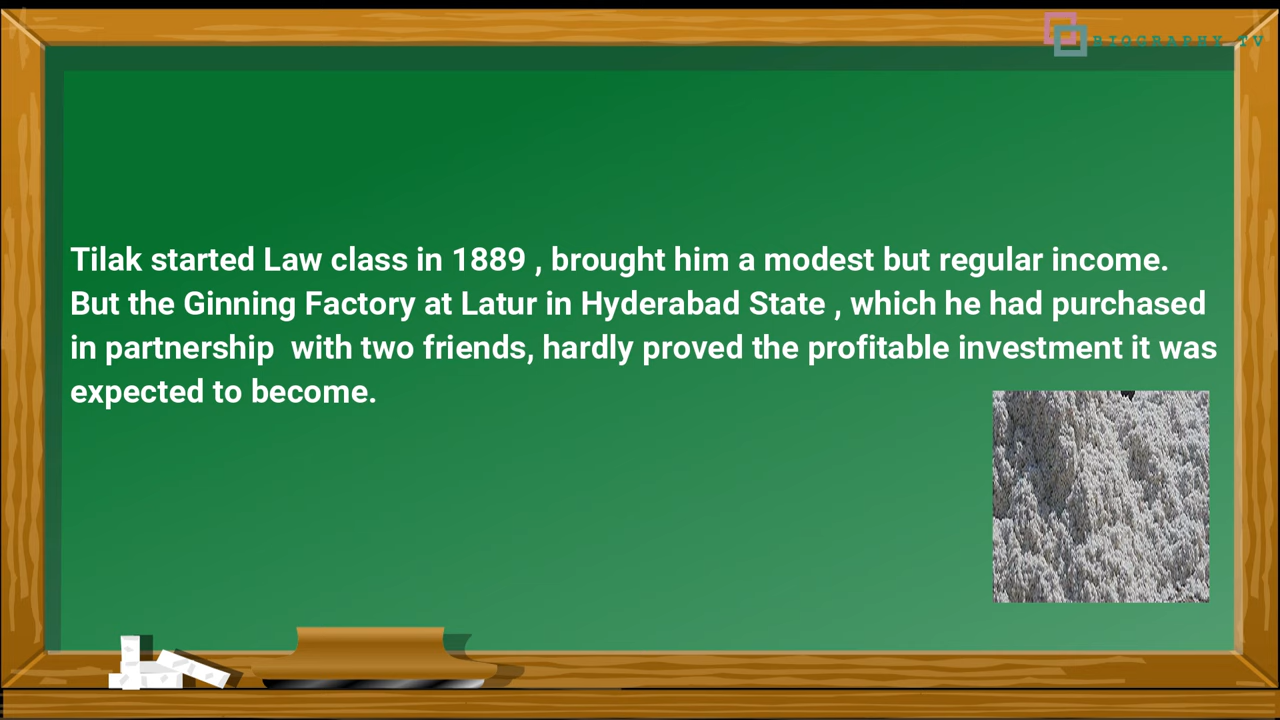 BIOGRAPHY TV
Tilak started Law class in 1889 , brought him a modest but regular income.
But the Ginning Factory at Latur in Hyderabad State , which he had purchased
in partnership  with two friends, hardly proved the profitable investment it was
expected to become.